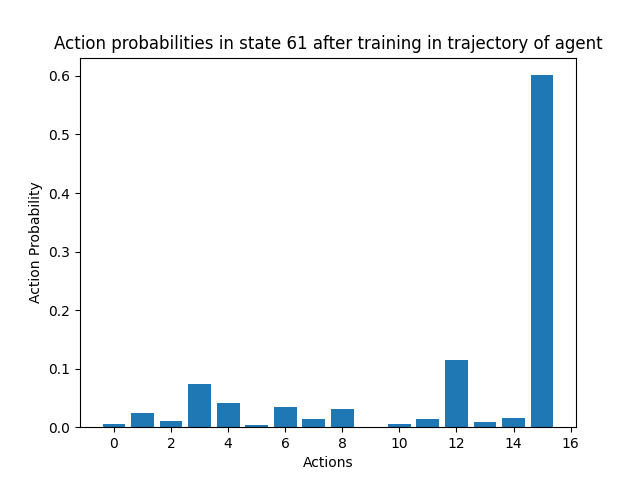 Action probabilities in state 61 after training in trajectory of agent
0.6
0.5
0.4
0.3
0.2
0.1
0.0
Action Probability
0 2 4 6 8 10 12 14 16
Actions